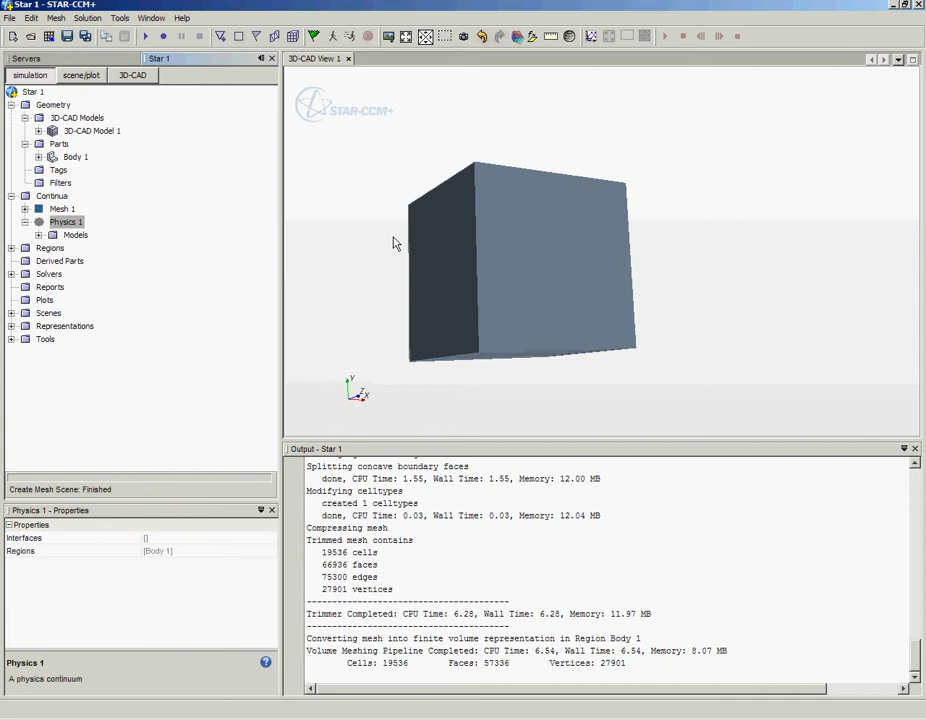 Star 1 - STAR-CCM+
File Edit Mesh Solution Tools Window Help
Servers
Star 1
simulation
scene/plot
3D-CAD
Star 1
Geometry
3D-CAD Models
3D-CAD Model 1
Parts
Body 1
Tags
Filters
Continua
Mesh 1
Physics 1
Models
Regions
Derived Parts
Solvers
Reports
Plots
Scenes
Representations
Tools
Create Mesh Scene: Finished
Physics 1 - Properties
Properties
Interfaces []
Regions [Body 1]
Physics 1
A physics continuum
3D-CAD View 1
STAR-CCM+
Y
Z
X
Output - Star 1
Splitting concave boundary faces
done, CPU Time: 1.55, Wall Time: 1.55, Memory: 12.00 MB
Modifying celltypes
created 1 celltypes
done, CPU Time: 0.03, Wall Time: 0.03, Memory: 12.04 MB
Compressing mesh
Trimmed mesh contains
19536 cells
66936 faces
75300 edges
27901 vertices
----------------------------------------
Trimmer Completed: CPU Time: 6.28, Wall Time: 6.28, Memory: 11.97 MB
----------------------------------------
Converting mesh into finite volume representation in Region Body 1
Volume Meshing Pipeline Completed: CPU Time: 6.54, Wall Time: 6.54, Memory: 8.07 MB
Cells: 19536 Faces: 57336 Vertices: 27901